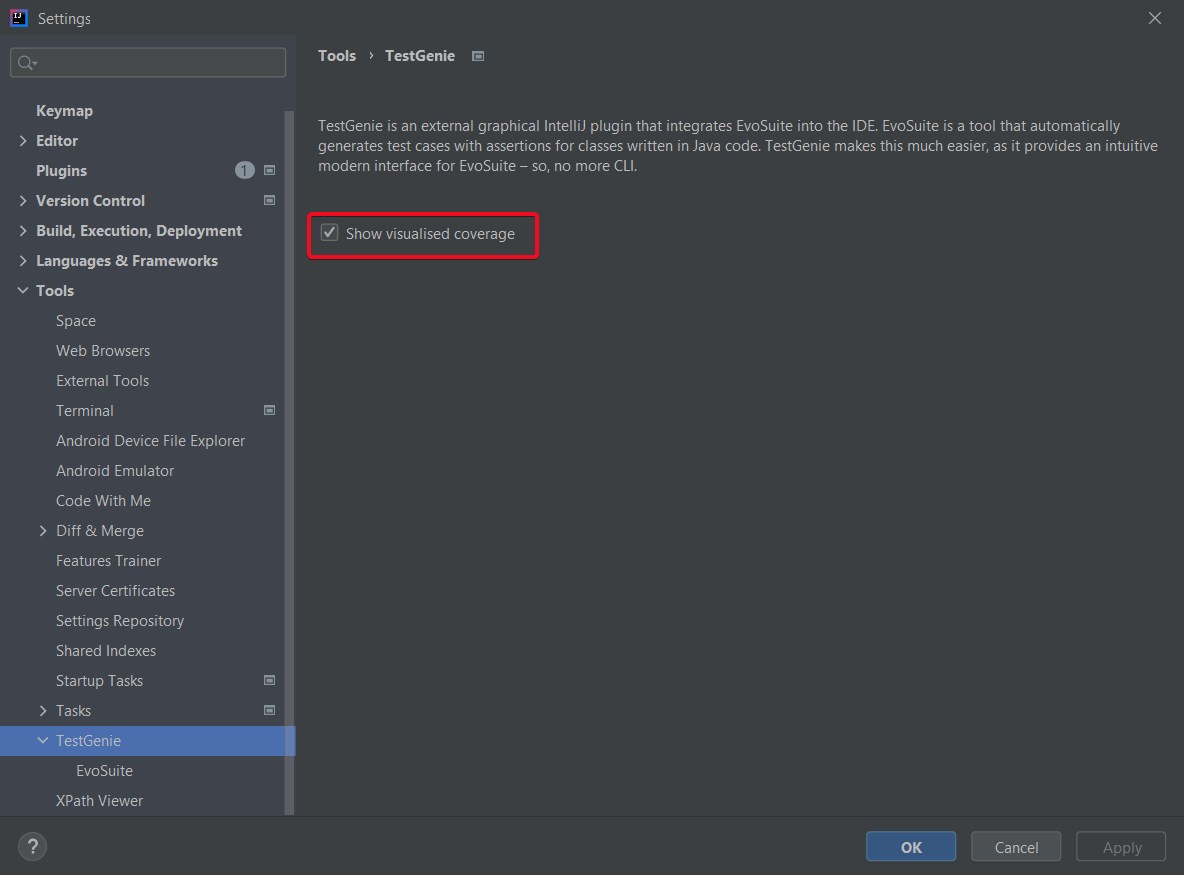 Settings
Tools › TestGenie
Keymap
Editor
Plugins 1
Version Control
Build, Execution, Deployment
Languages & Frameworks
Tools
Space
Web Browsers
External Tools
Terminal
Android Device File Explorer
Android Emulator
Code With Me
Diff & Merge
Features Trainer
Server Certificates
Settings Repository
Shared Indexes
Startup Tasks
Tasks
TestGenie
EvoSuite
XPath Viewer
TestGenie is an external graphical IntelliJ plugin that integrates EvoSuite into the IDE. EvoSuite is a tool that automatically
generates test cases with assertions for classes written in Java code. TestGenie makes this much easier, as it provides an intuitive
modern interface for EvoSuite – so, no more CLI.
Show visualised coverage
?
OK
Cancel
Apply